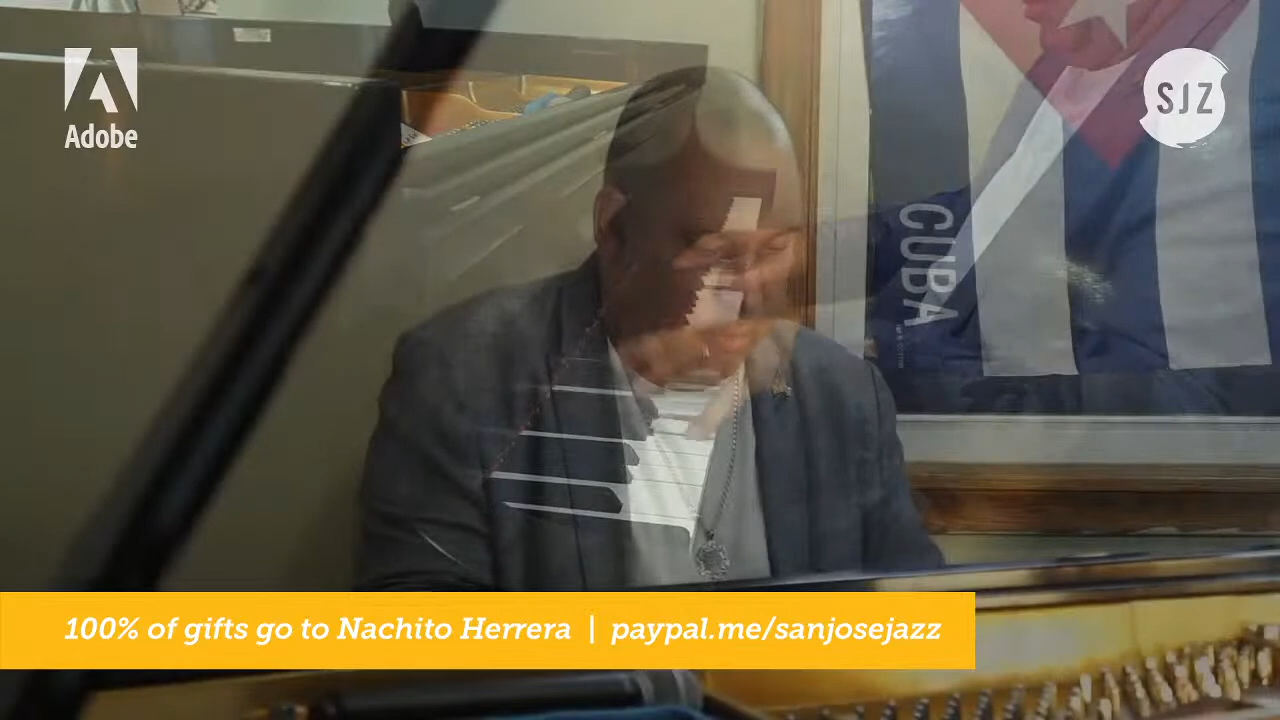 Adobe
SJZ
CUBA
100% of gifts go to Nachito Herrera | paypal.me/sanjosejazz